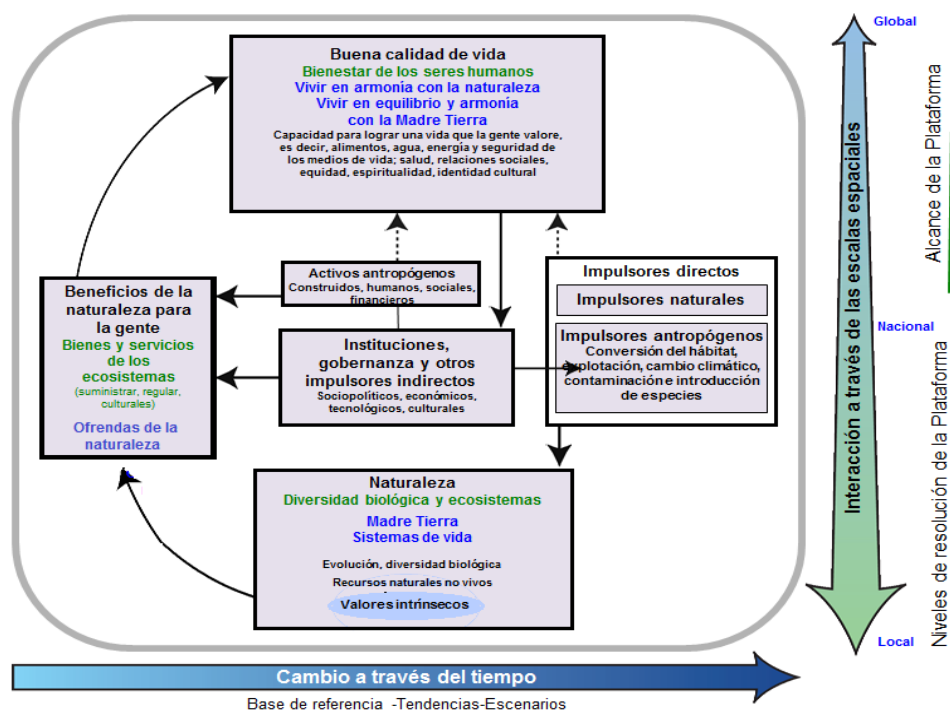 Buena calidad de vida
Bienestar de los seres humanos
Vivir en armonía con la naturaleza
Vivir en equilibrio y armonía
con la Madre Tierra
Capacidad para lograr una vida que la gente valore,
es decir, alimentos, agua, energía y seguridad de
los medios de vida; salud, relaciones sociales,
equidad, espiritualidad, identidad cultural
Activos antropógenos
Construidos, humanos, sociales,
financieros
Beneficios de la
naturaleza para
la gente
Bienes y servicios
de los
ecosistemas
(suministrar, regular,
culturales)
Ofrendas de la
naturaleza
Instituciones,
gobernanza y otros
impulsores indirectos
Sociopolíticos, económicos,
tecnológicos, culturales
Impulsores directos
Impulsores naturales
Impulsores antropógenos
Conversión del hábitat,
explotación, cambio climático,
contaminación e introducción
de especies
Naturaleza
Diversidad biológica y ecosistemas
Madre Tierra
Sistemas de vida
Evolución, diversidad biológica
Recursos naturales no vivos
Valores intrínsecos
Global
Nacional
Local
Interacción a través de las escalas espaciales
Alcance de la Plataforma
Niveles de resolución de la Plataforma
Cambio a través del tiempo
Base de referencia -Tendencias-Escenarios